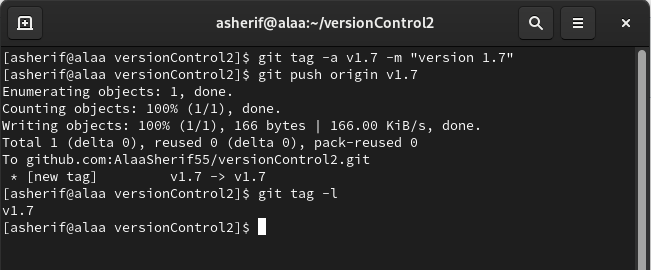 asherif@alaa:~/versionControl2
[asherif@alaa versionControl2]$ git tag -a v1.7 -m "version 1.7"
[asherif@alaa versionControl2]$ git push origin v1.7
Enumerating objects: 1, done.
Counting objects: 100% (1/1), done.
Writing objects: 100% (1/1), 166 bytes | 166.00 KiB/s, done.
Total 1 (delta 0), reused 0 (delta 0), pack-reused 0
To github.com:AlaaSherif55/versionControl2.git
 * [new tag]         v1.7 -> v1.7
[asherif@alaa versionControl2]$ git tag -l
v1.7
[asherif@alaa versionControl2]$